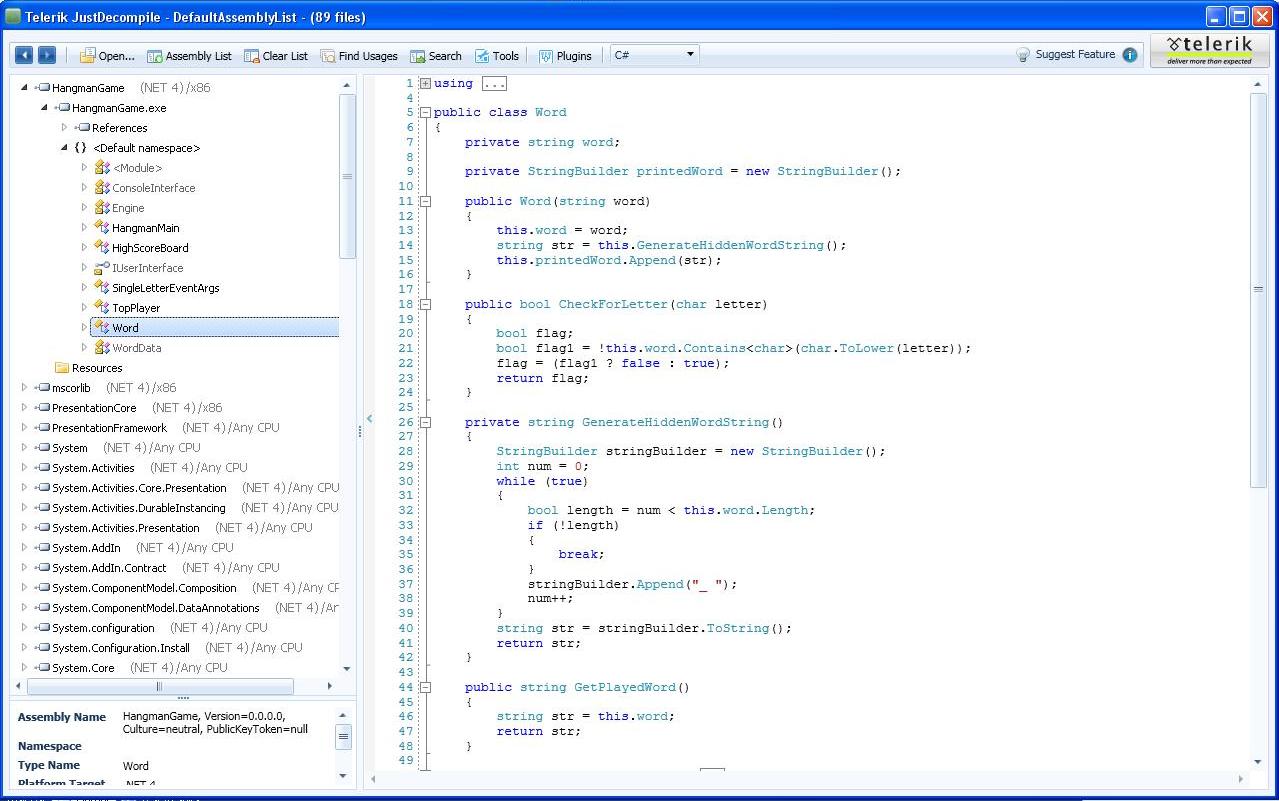 Telerik JustDecompile - DefaultAssemblyList - (89 files)
Open... Assembly List Clear List Find Usages Search Tools Plugins C# Suggest Feature telerik
deliver more than expected
HangmanGame (NET 4)/x86
HangmanGame.exe
References
{} <Default namespace>
<Module>
ConsoleInterface
Engine
HangmanMain
HighScoreBoard
IUserInterface
SingleLetterEventArgs
TopPlayer
Word
WordData
Resources
mscorlib (NET 4)/x86
PresentationCore (NET 4)/x86
PresentationFramework (NET 4)/Any CPU
System (NET 4)/Any CPU
System.Activities (NET 4)/Any CPU
System.Activities.Core.Presentation (NET 4)/Any CPU
System.Activities.DurableInstancing (NET 4)/Any CPU
System.Activities.Presentation (NET 4)/Any CPU
System.AddIn (NET 4)/Any CPU
System.AddIn.Contract (NET 4)/Any CPU
System.ComponentModel.Composition (NET 4)/Any CP
System.ComponentModel.DataAnnotations (NET 4)/An
System.configuration (NET 4)/Any CPU
System.Configuration.Install (NET 4)/Any CPU
System.Core (NET 4)/Any CPU
Assembly Name HangmanGame, Version=0.0.0.0,
Culture=neutral, PublicKeyToken=null
Namespace
Type Name Word
Platform Target .NET 4
1 using ...
4
5 public class Word
6 {
7 private string word;
8
9 private StringBuilder printedWord = new StringBuilder();
10
11 public Word(string word)
12 {
13 this.word = word;
14 string str = this.GenerateHiddenWordString();
15 this.printedWord.Append(str);
16 }
17
18 public bool CheckForLetter(char letter)
19 {
20 bool flag;
21 bool flag1 = !this.word.Contains<char>(char.ToLower(letter));
22 flag = (flag1 ? false : true);
23 return flag;
24 }
25
26 private string GenerateHiddenWordString()
27 {
28 StringBuilder stringBuilder = new StringBuilder();
29 int num = 0;
30 while (true)
31 {
32 bool length = num < this.word.Length;
33 if (!length)
34 {
35 break;
36 }
37 stringBuilder.Append("_ ");
38 num++;
39 }
40 string str = stringBuilder.ToString();
41 return str;
42 }
43
44 public string GetPlayedWord()
45 {
46 string str = this.word;
47 return str;
48 }
49